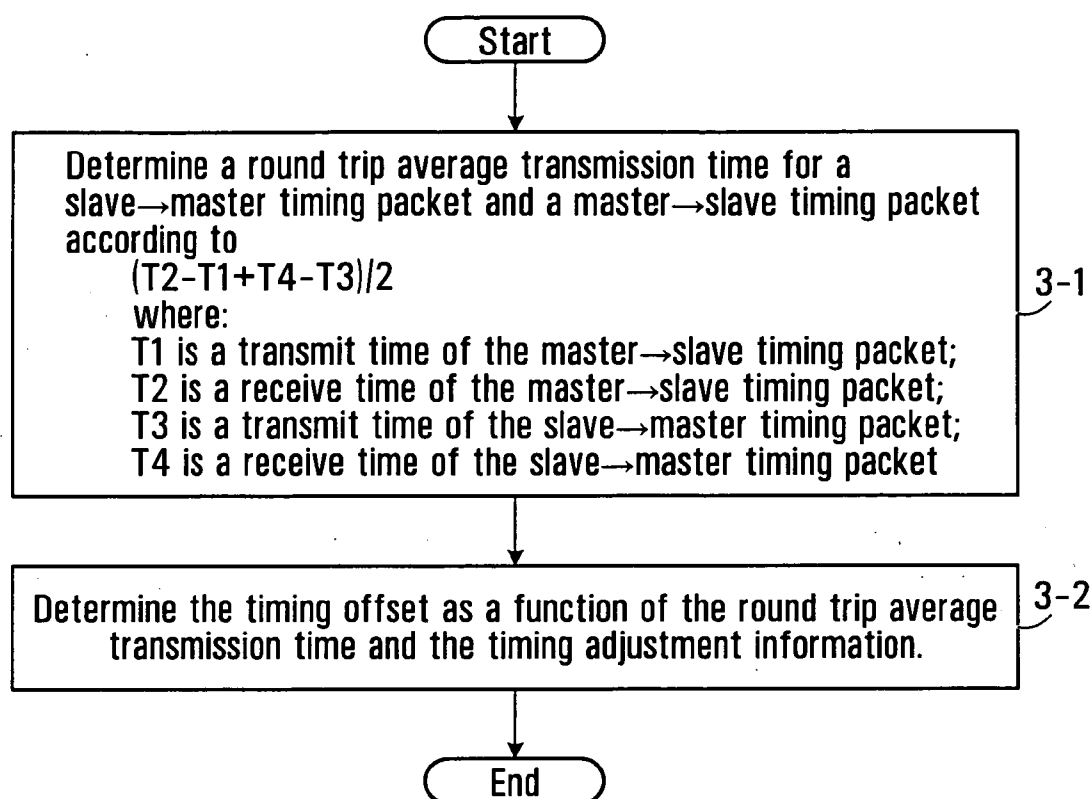 Start
Determine a round trip average transmission time for a
slave→master timing packet and a master→slave timing packet
according to
(T2-T1+T4-T3)/2
where:
T1 is a transmit time of the master→slave timing packet;
T2 is a receive time of the master→slave timing packet;
T3 is a transmit time of the slave→master timing packet;
T4 is a receive time of the slave→master timing packet
3-1
Determine the timing offset as a function of the round trip average
transmission time and the timing adjustment information.
3-2
End